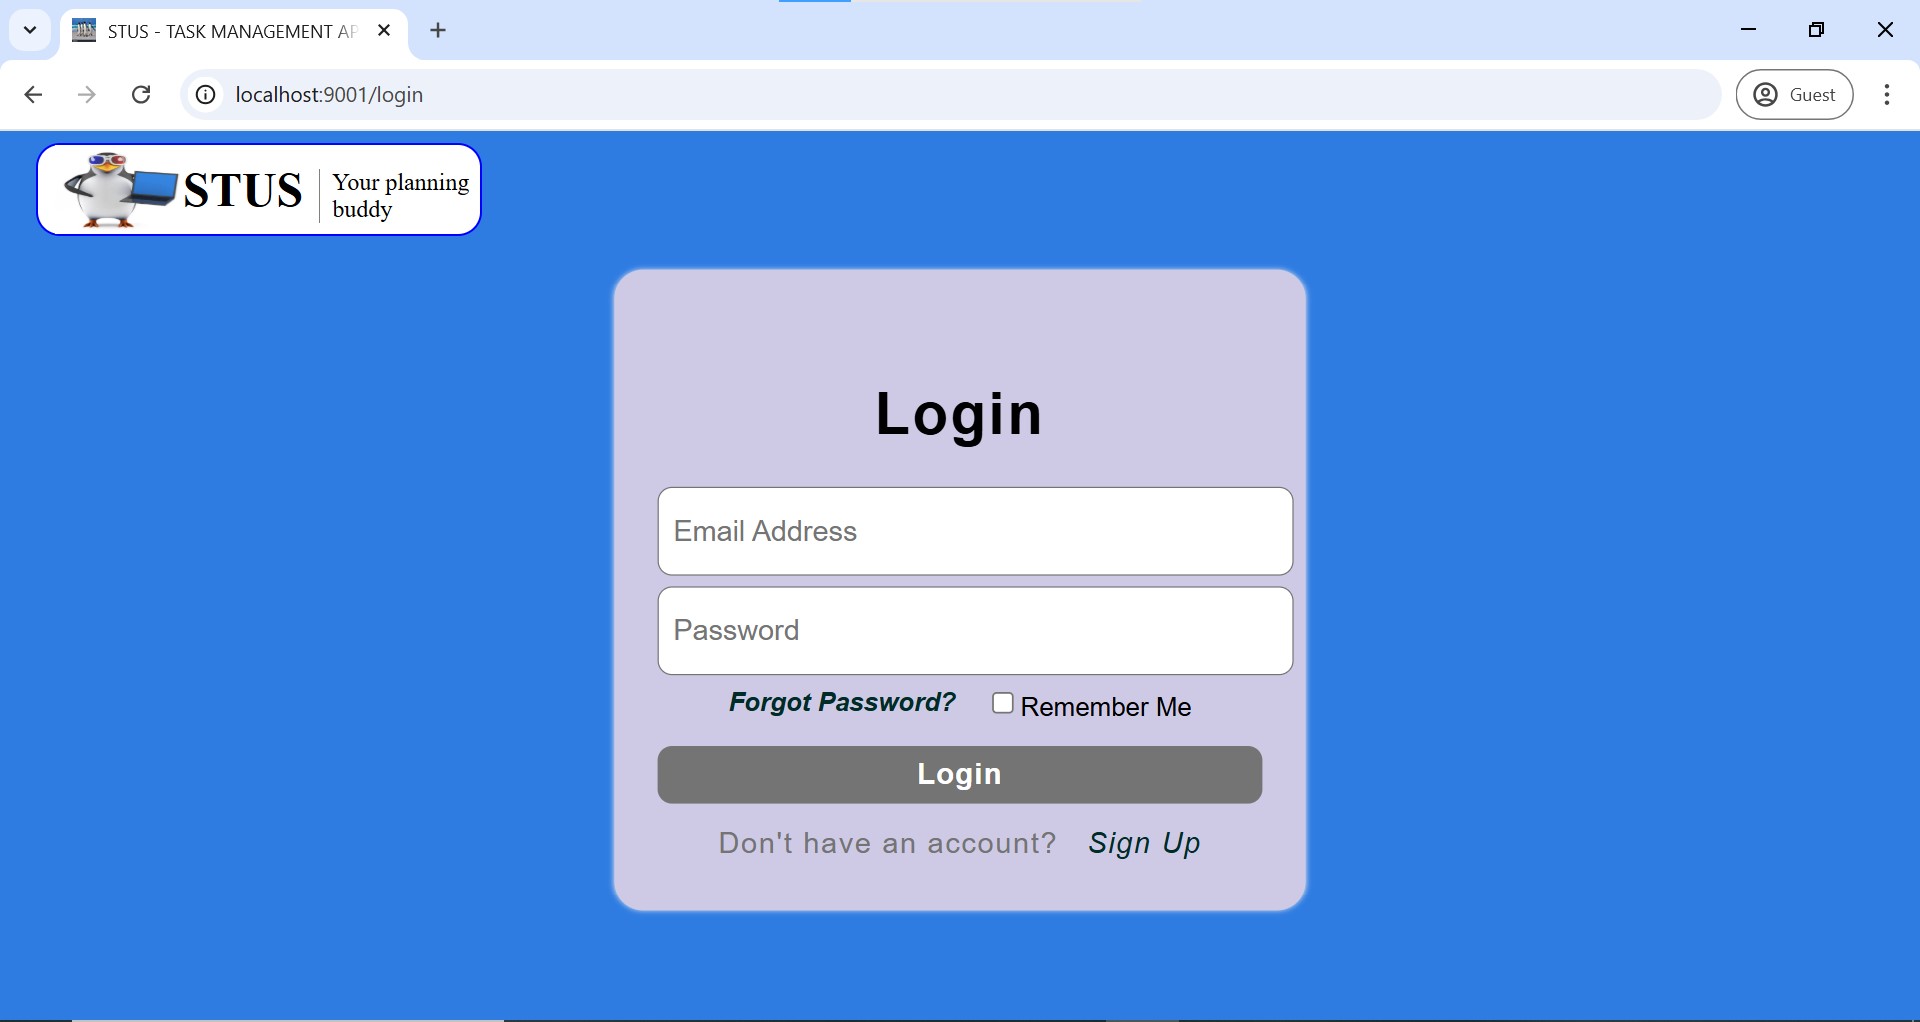 STUS - TASK MANAGEMENT AP
localhost:9001/login
Guest
STUS
Your planning
buddy
Login
Email Address
Password
Forgot Password?
Remember Me
Login
Don't have an account? Sign Up